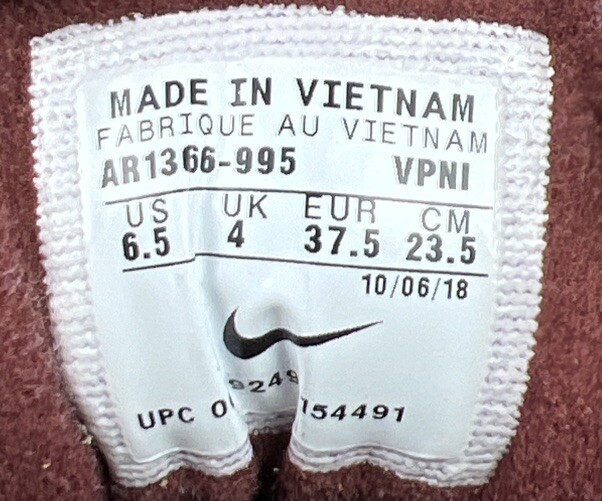 MADE IN VIETNAM
FABRIQUE AU VIETNAM
AR1366-995 VPNI
US UK EUR CM
6.5 4 37.5 23.5
10/06/18
UPC